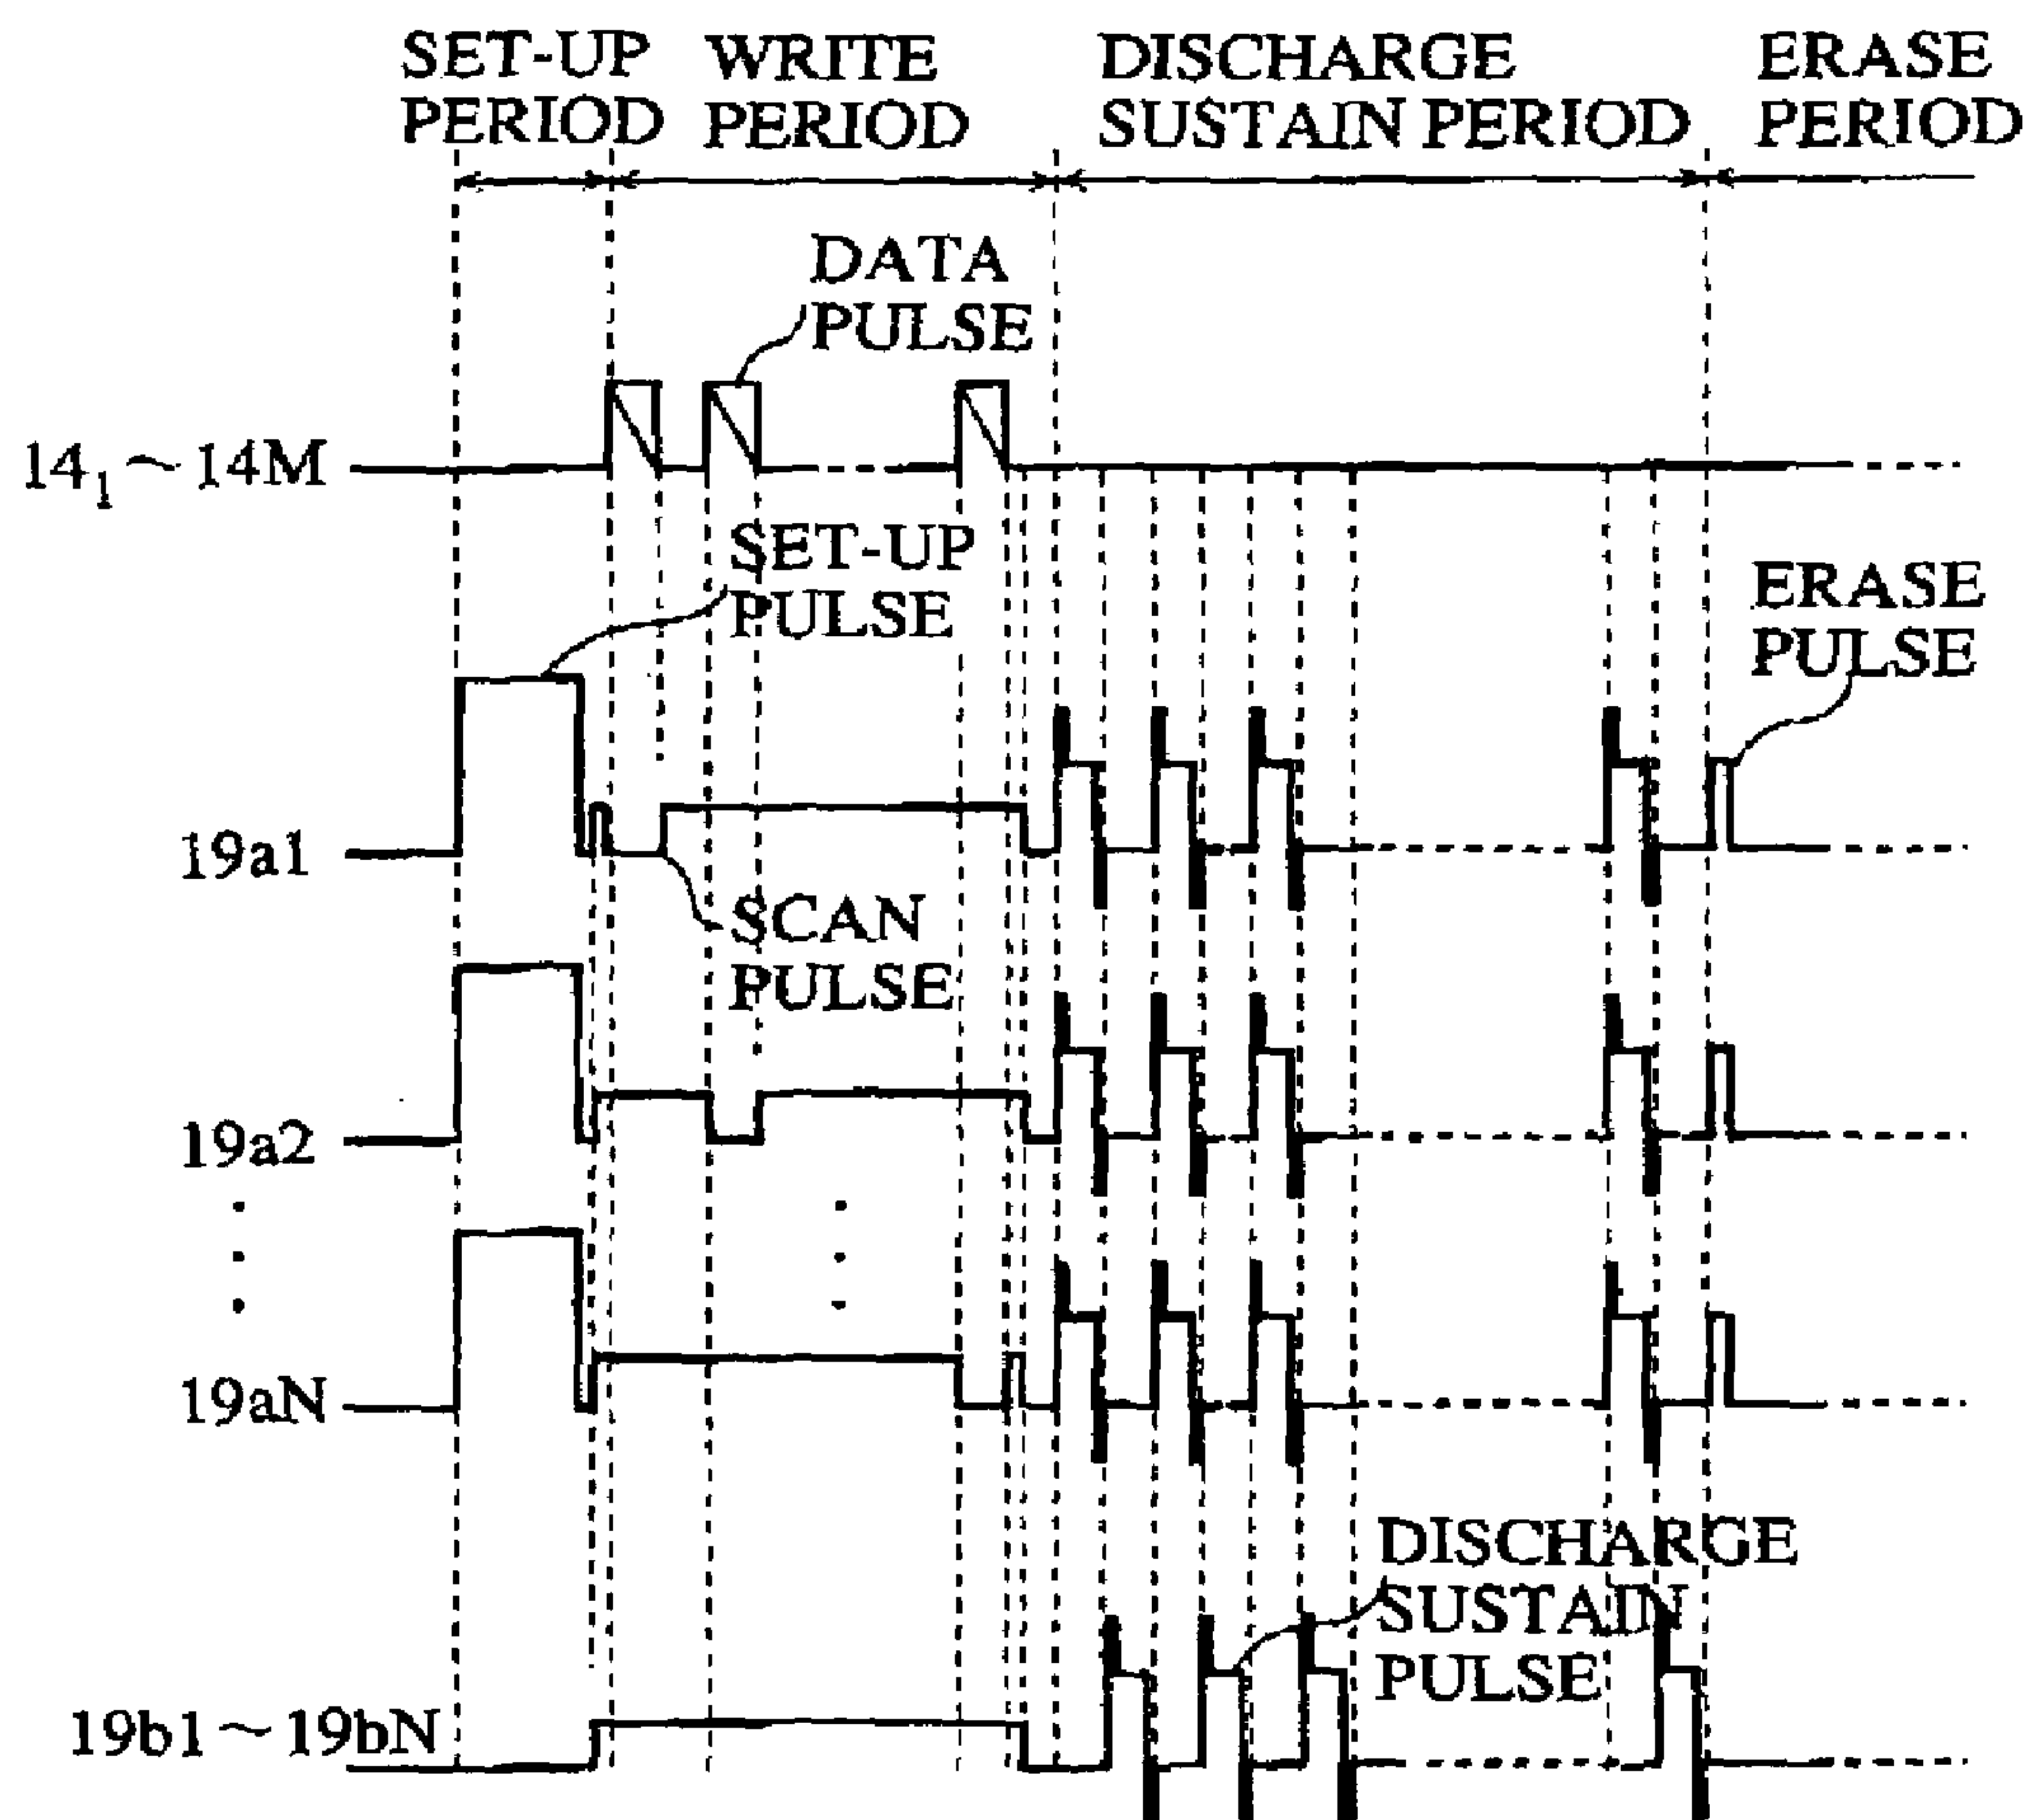 SET-UP
PERIOD
WRITE
PERIOD
DISCHARGE
SUSTAIN PERIOD
ERASE
PERIOD
DATA
PULSE
14₁~14M
SET-UP
PULSE
ERASE
PULSE
19a1
SCAN
PULSE
19a2
19aN
DISCHARGE
SUSTAIN
PULSE
19b1~19bN